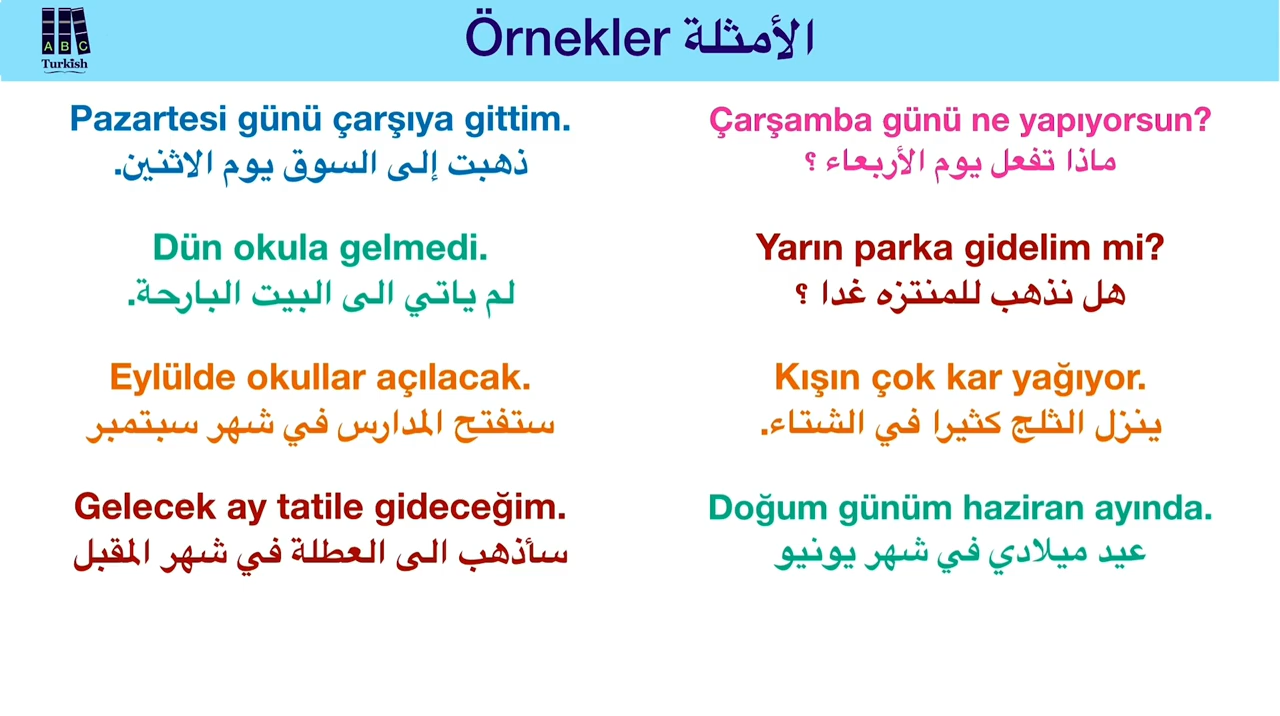 ABC
Turkish
Örnekler الأمثلة
Pazartesi günü çarşıya gittim.
ذهبت إلى السوق يوم الاثنين.
Çarşamba günü ne yapıyorsun?
ماذا تفعل يوم الأربعاء ؟
Dün okula gelmedi.
لم ياتي الى البيت البارحة.
Yarın parka gidelim mi?
هل نذهب للمنتزه غدا ؟
Eylülde okullar açılacak.
ستفتح المدارس في شهر سبتمبر
Kışın çok kar yağıyor.
ينزل الثلج كثيرا في الشتاء.
Gelecek ay tatile gideceğim.
سأذهب الى العطلة في شهر المقبل
Doğum günüm haziran ayında.
عيد ميلادي في شهر يونيو